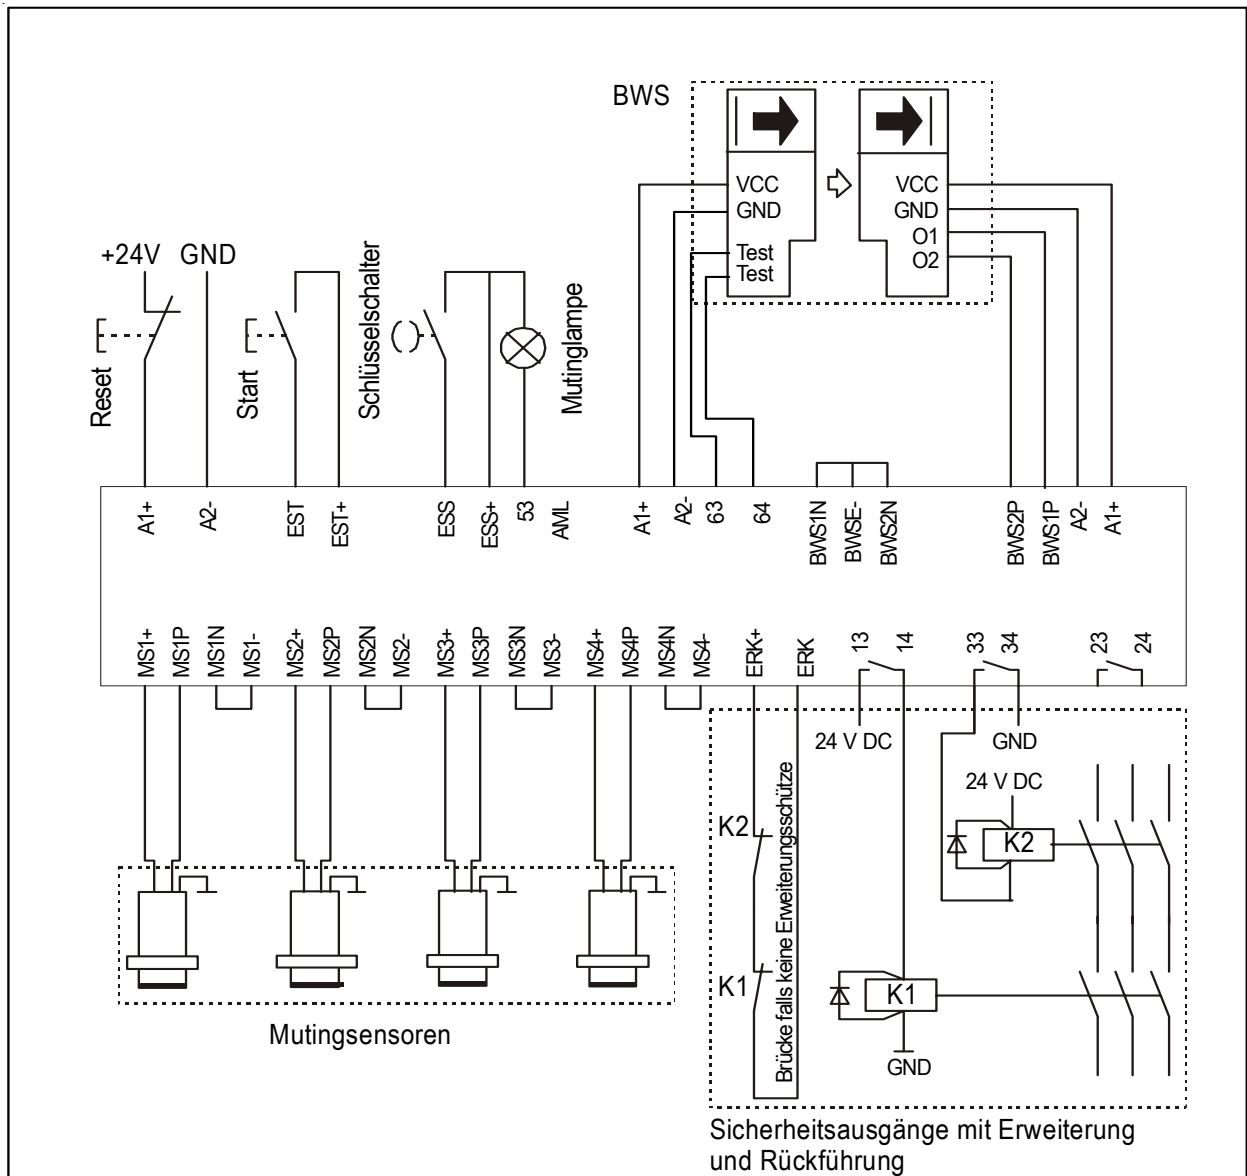 BWS
VCC
GND
Test
Test
VCC
GND
O1
O2
+24V GND
Reset
Start
Schlüsselschalter
Mutinglampe
A1+
A2-
EST
EST+
ESS
ESS+
53
AML
A1+
A2-
63
64
BWS1N
BWSE-
BWS2N
BWS2P
BWS1P
A2-
A1+
MS1+
MS1P
MS1N
MS1-
MS2+
MS2P
MS2N
MS2-
MS3+
MS3P
MS3N
MS3-
MS4+
MS4P
MS4N
MS4-
ERK+
ERK
13
14
33
34
23
24
24 V DC
GND
24 V DC
K2
K2
K1
K1
GND
Brücke falls keine Erweiterungsschütze
Mutingsensoren
Sicherheitsausgänge mit Erweiterung
und Rückführung